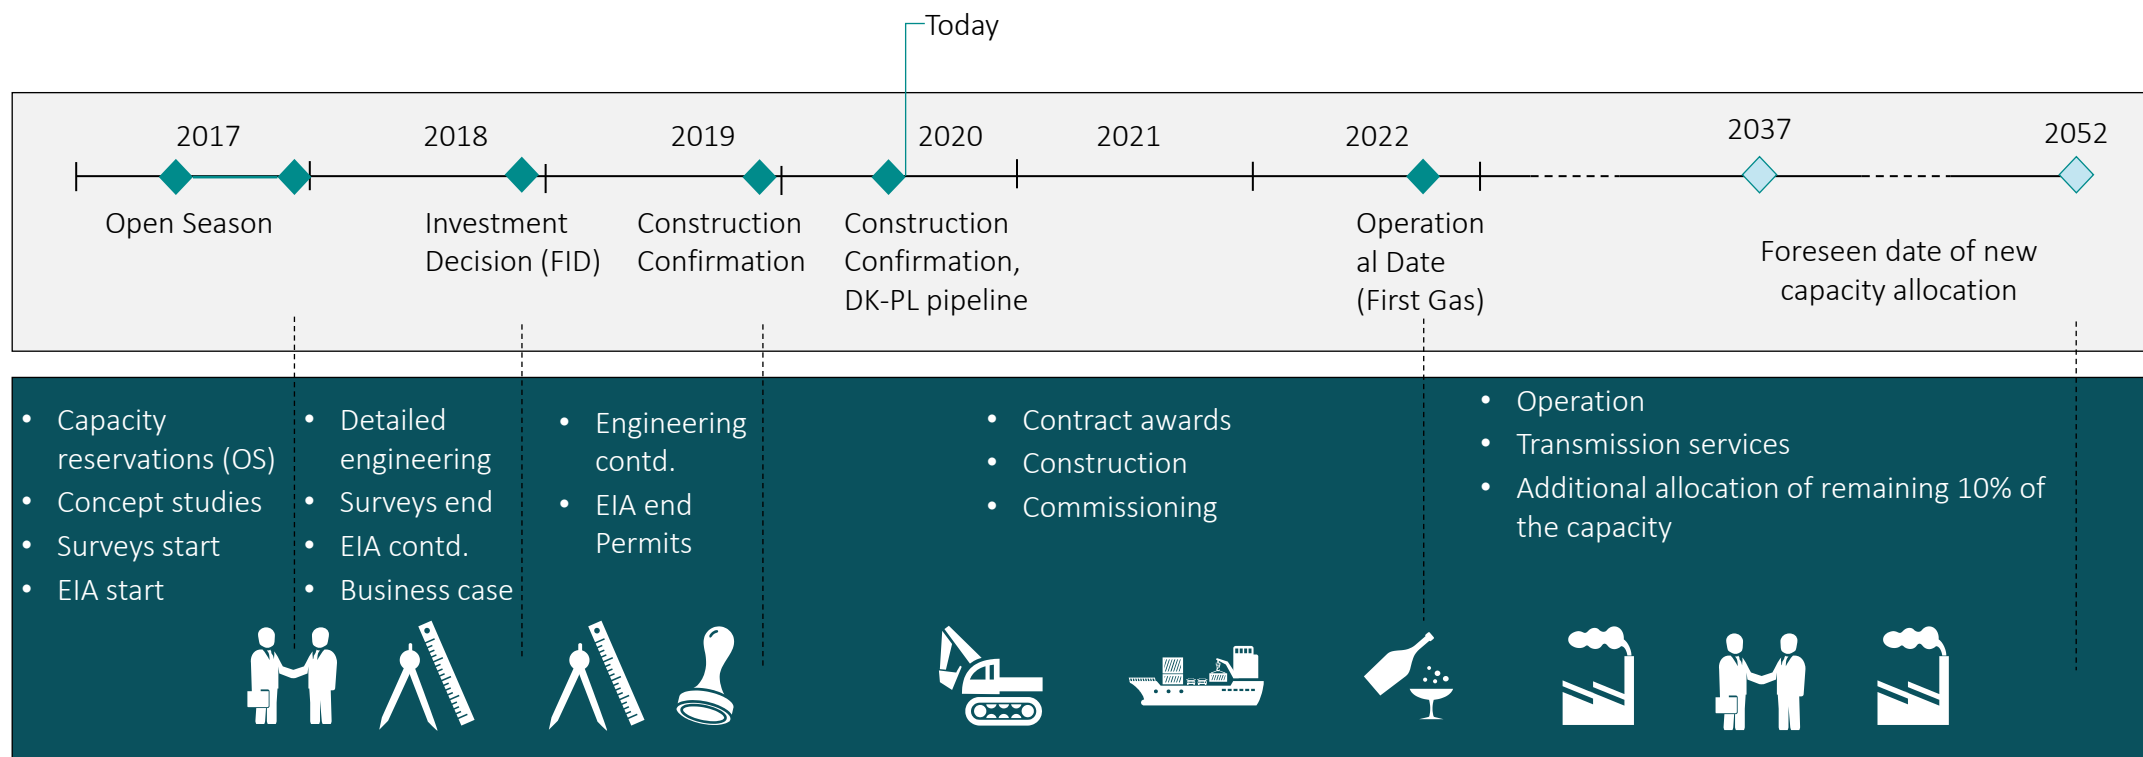 Today
2017
2018
2019
2020
2021
2022
2037
2052
Open Season
Investment
Decision (FID)
Construction
Confirmation
Construction
Confirmation,
DK-PL pipeline
Operation
al Date
(First Gas)
Foreseen date of new
capacity allocation
• Capacity
reservations (OS)
• Concept studies
• Surveys start
• EIA start
• Detailed
engineering
• Surveys end
• EIA contd.
• Business case
• Engineering
contd.
• EIA end
Permits
• Contract awards
• Construction
• Commissioning
• Operation
• Transmission services
• Additional allocation of remaining 10% of
the capacity